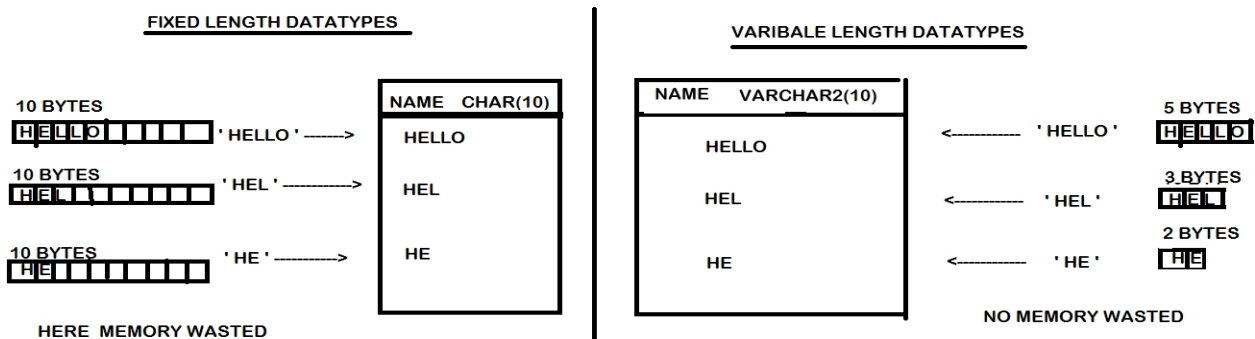 FIXED LENGTH DATATYPES
10 BYTES
HELLO ' HELLO ' ------->
10 BYTES
HEL ' HEL ' ------------>
10 BYTES
HE ' HE ' ----------->
NAME CHAR(10)
HELLO
HEL
HE
HERE MEMORY WASTED
VARIBALE LENGTH DATATYPES
NAME VARCHAR2(10)
HELLO
HEL
HE
5 BYTES
<------------ ' HELLO ' HELLO
3 BYTES
<------------ ' HEL ' HEL
2 BYTES
<------------ ' HE ' HE
NO MEMORY WASTED